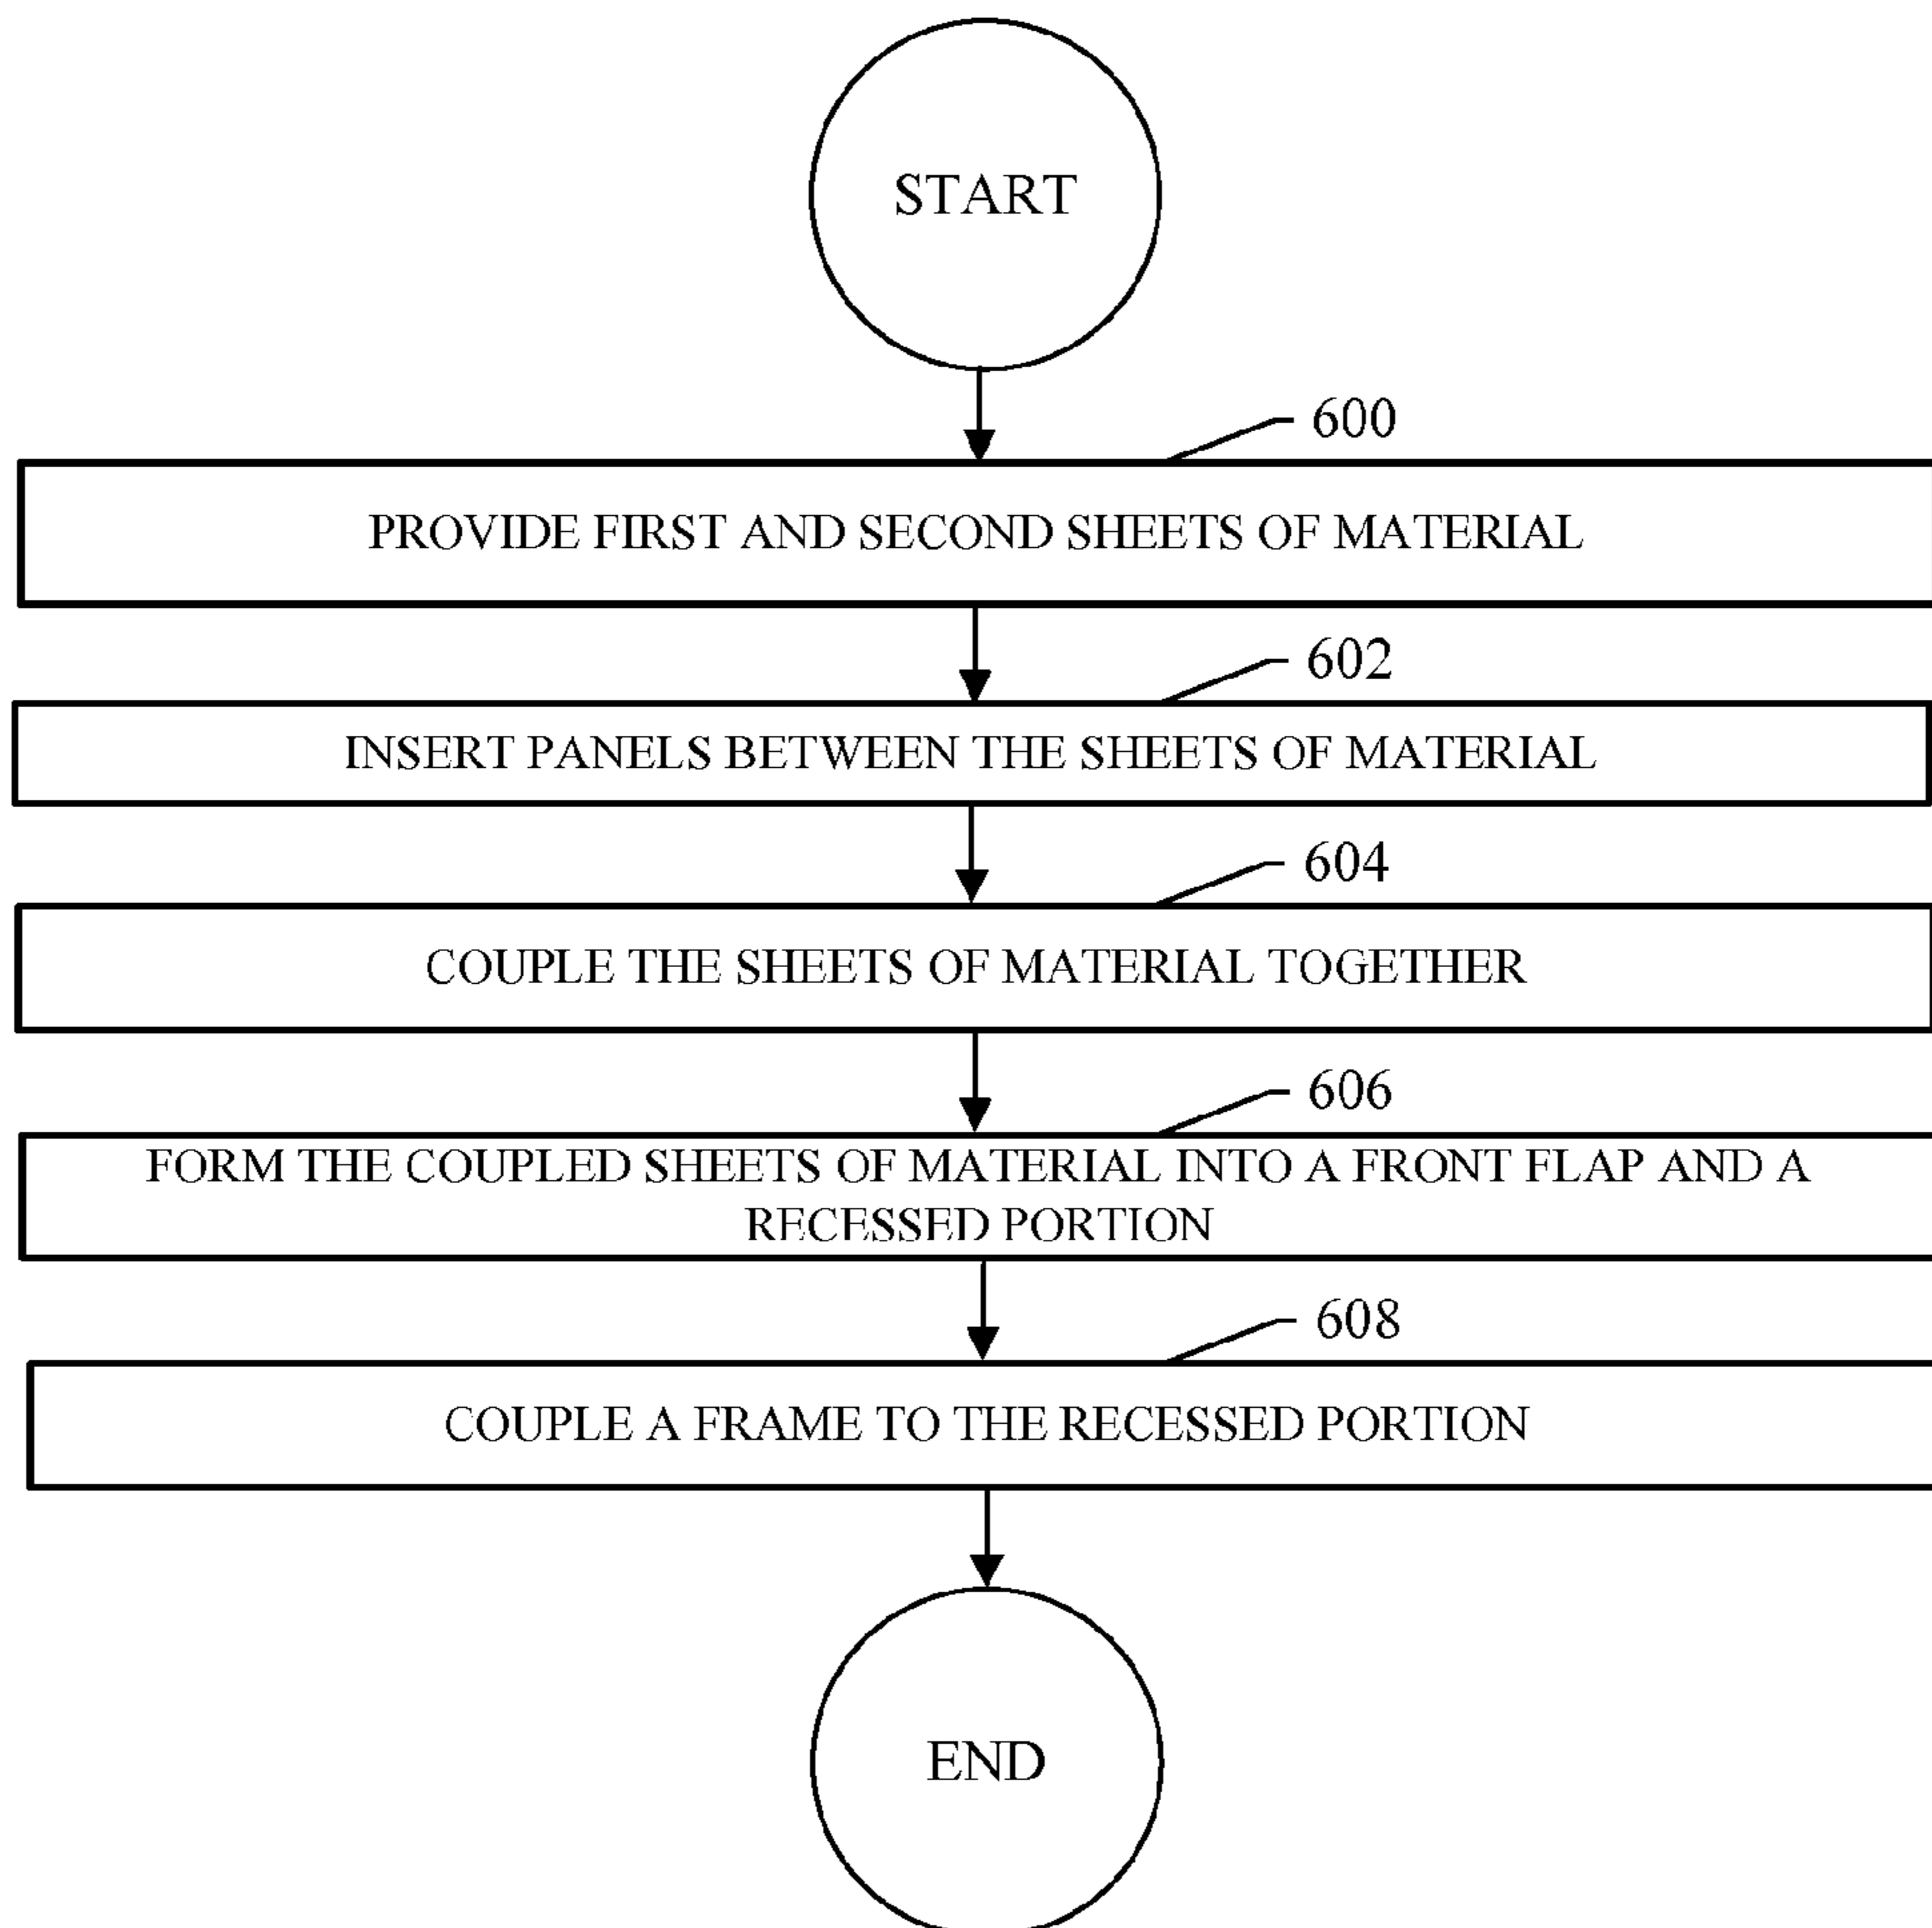 START
600
PROVIDE FIRST AND SECOND SHEETS OF MATERIAL
602
INSERT PANELS BETWEEN THE SHEETS OF MATERIAL
604
COUPLE THE SHEETS OF MATERIAL TOGETHER
606
FORM THE COUPLED SHEETS OF MATERIAL INTO A FRONT FLAP AND A
RECESSED PORTION
608
COUPLE A FRAME TO THE RECESSED PORTION
END